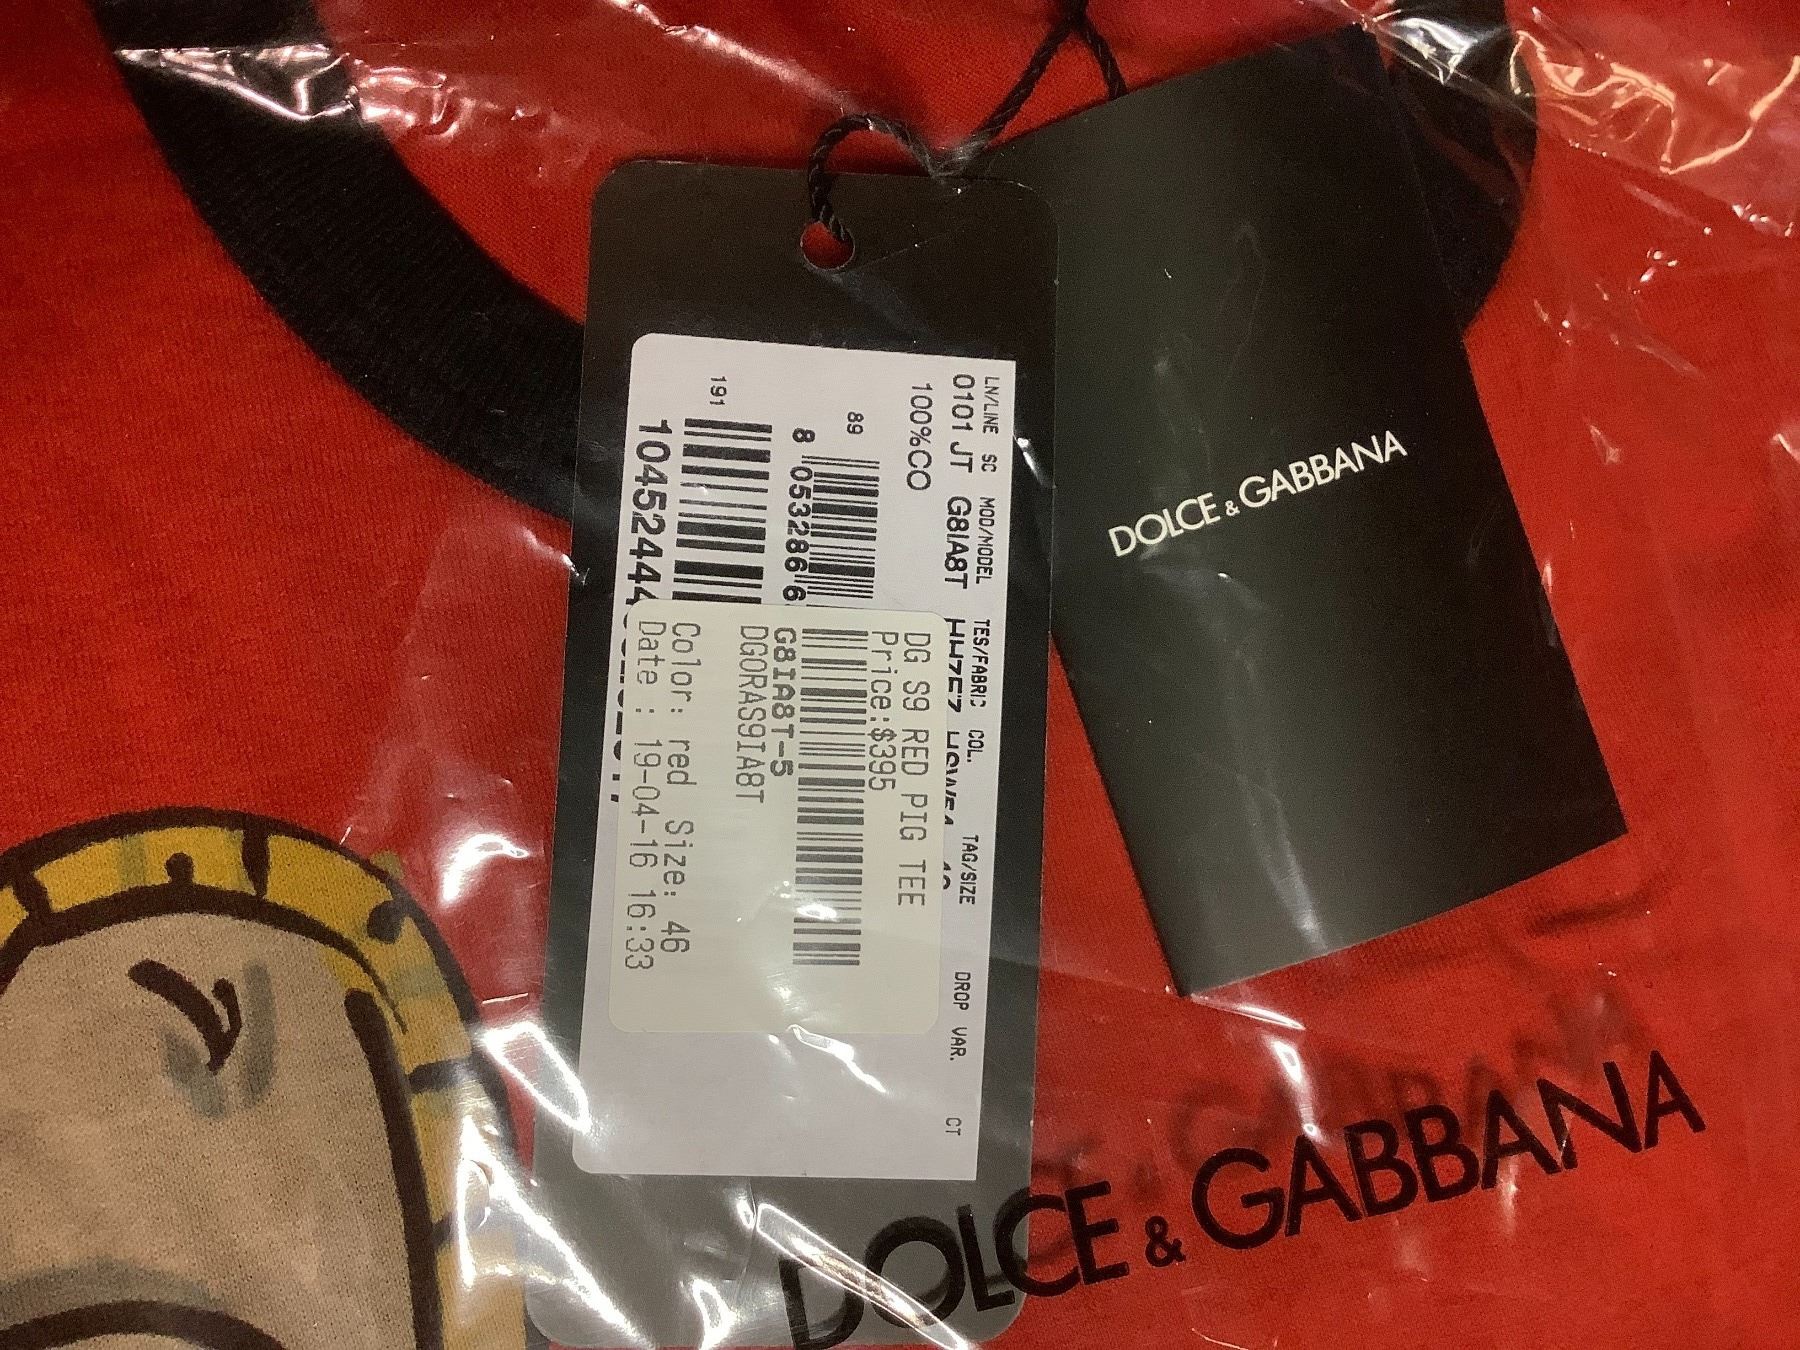 DOLCE & GABBANA
LN/LINE SC MOD/MODEL TES/FABRIC COL. TAG/SIZE DROP VAR. CT
0101 JT G8IA8T
100%CO
89
8 053286 6
191
10452444
DG S9 RED PIG TEE
Price:$395
G8IA8T-5
DGORAS9IA8T
Color: red Size: 46
Date : 19-04-16 16:33
DOLCE & GABBANA